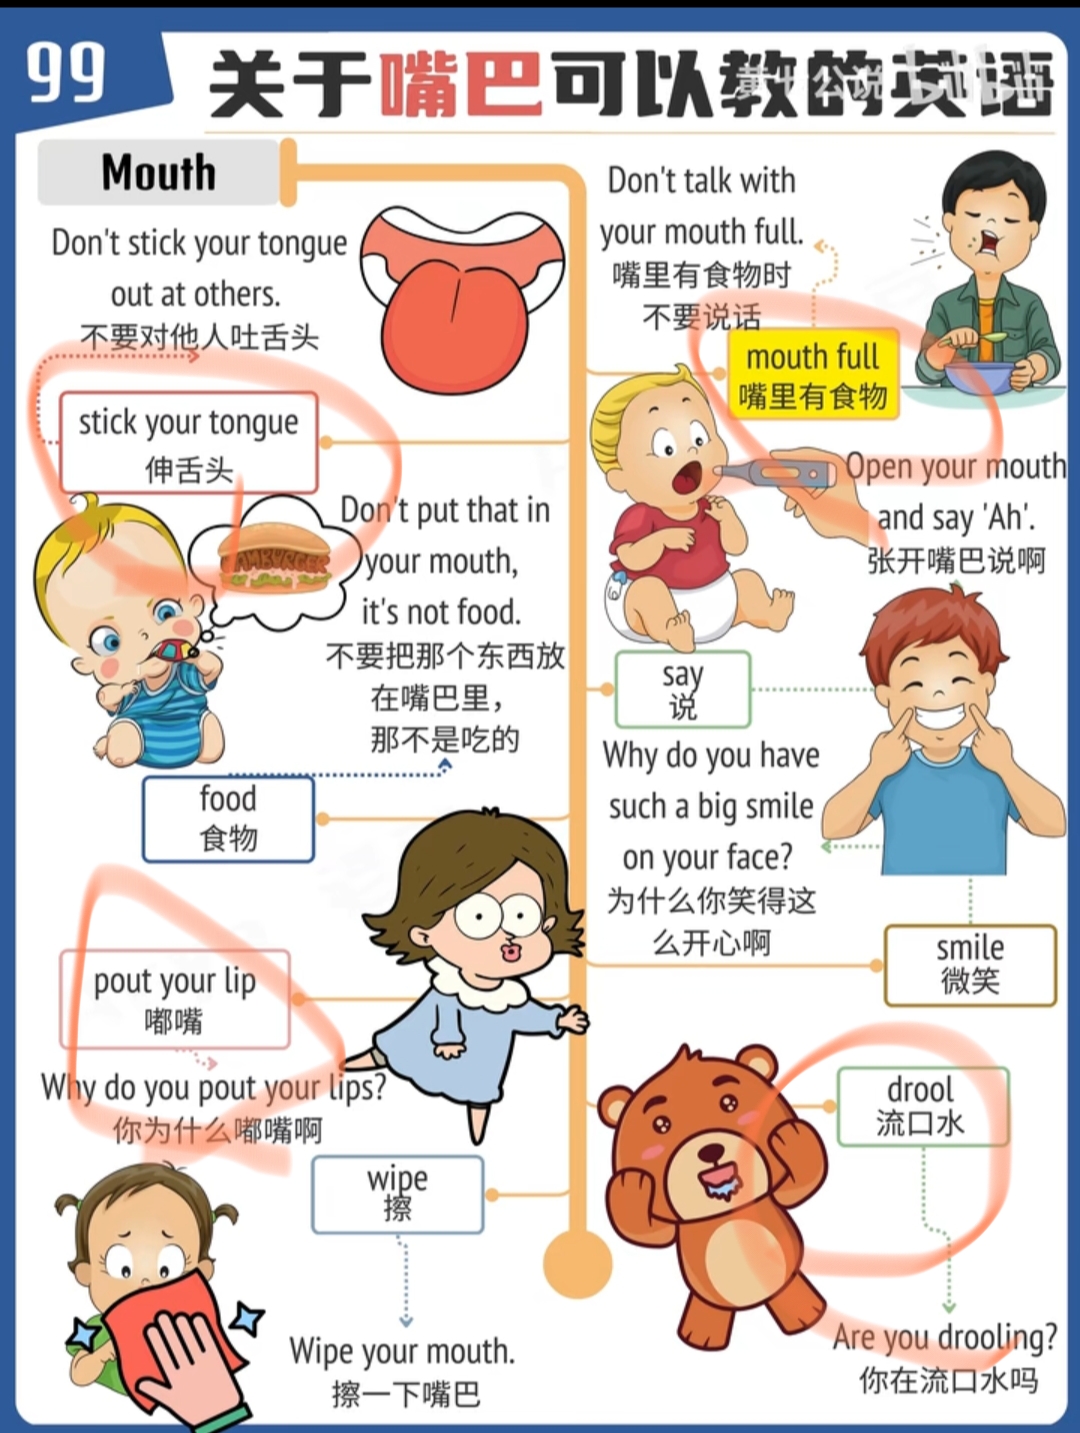 99
关于嘴巴可以教的英语
Mouth
Don't stick your tongue
out at others.
不要对他人吐舌头
stick your tongue
伸舌头
HAMBURGER
Don't put that in
your mouth,
it's not food.
不要把那个东西放
在嘴巴里，
那不是吃的
food
食物
pout your lip
嘟嘴
Why do you pout your lips?
你为什么嘟嘴啊
wipe
擦
Wipe your mouth.
擦一下嘴巴
Don't talk with
your mouth full.
嘴里有食物时
不要说话
mouth full
嘴里有食物
Open your mouth
and say 'Ah'.
张开嘴巴说啊
say
说
Why do you have
such a big smile
on your face?
为什么你笑得这
么开心啊
smile
微笑
drool
流口水
Are you drooling?
你在流口水吗